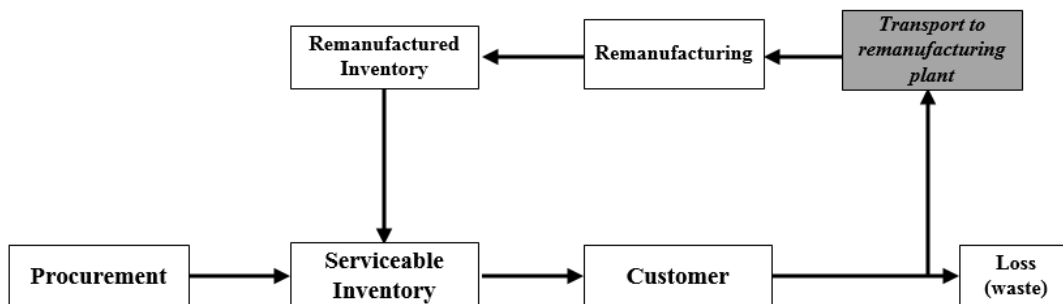 Transport to
remanufacturing
plant
Remanufacturing
Remanufactured
Inventory
Procurement
Serviceable
Inventory
Customer
Loss
(waste)